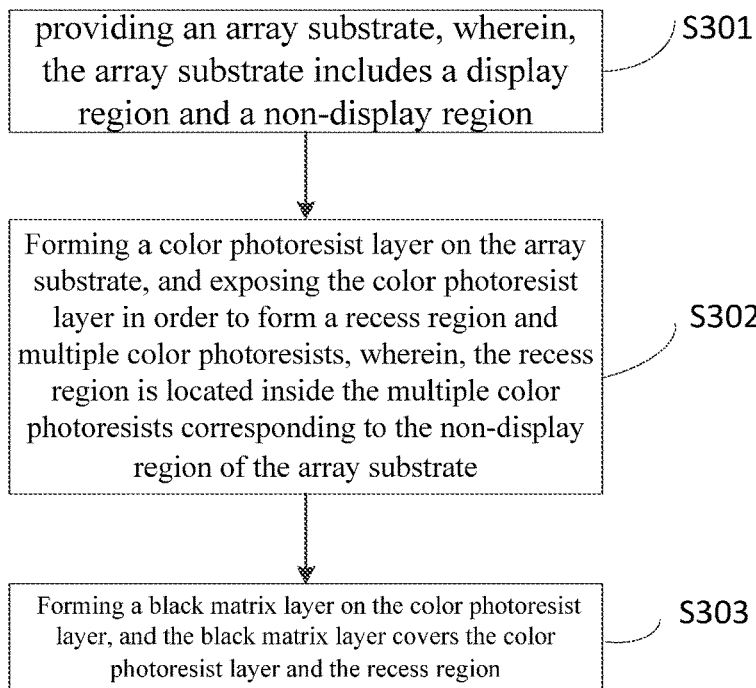 providing an array substrate, wherein,
the array substrate includes a display
region and a non-display region
S301
Forming a color photoresist layer on the array
substrate, and exposing the color photoresist
layer in order to form a recess region and
multiple color photoresists, wherein, the recess
region is located inside the multiple color
photoresists corresponding to the non-display
region of the array substrate
S302
Forming a black matrix layer on the color photoresist
layer, and the black matrix layer covers the color
photoresist layer and the recess region
S303